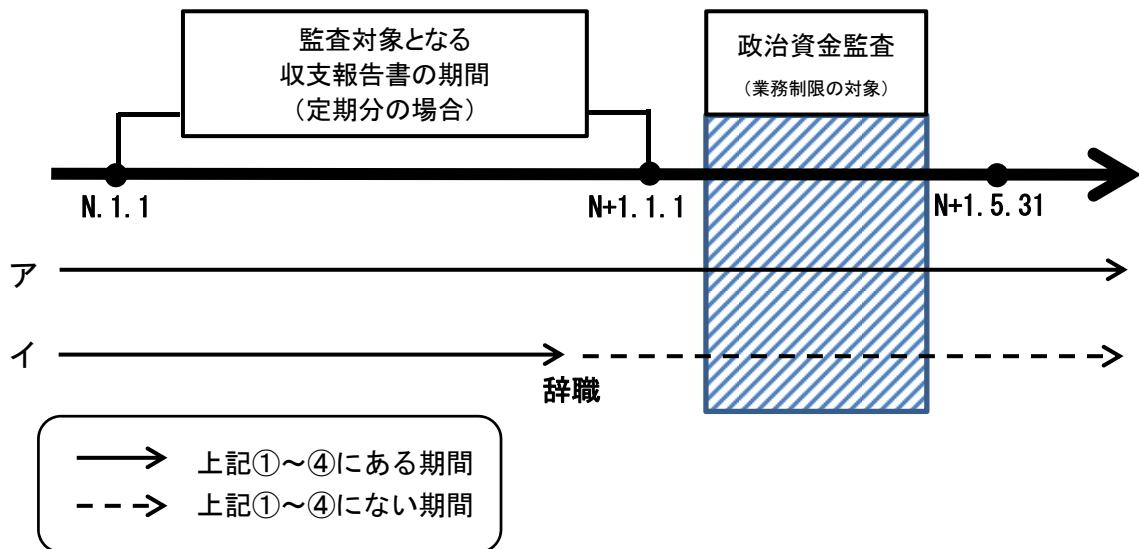 監査対象となる
収支報告書の期間
（定期分の場合）
政治資金監査
（業務制限の対象）
N.1.1
N+1.1.1
N+1.5.31
ア
イ
辞職
上記①～④にある期間
上記①～④にない期間